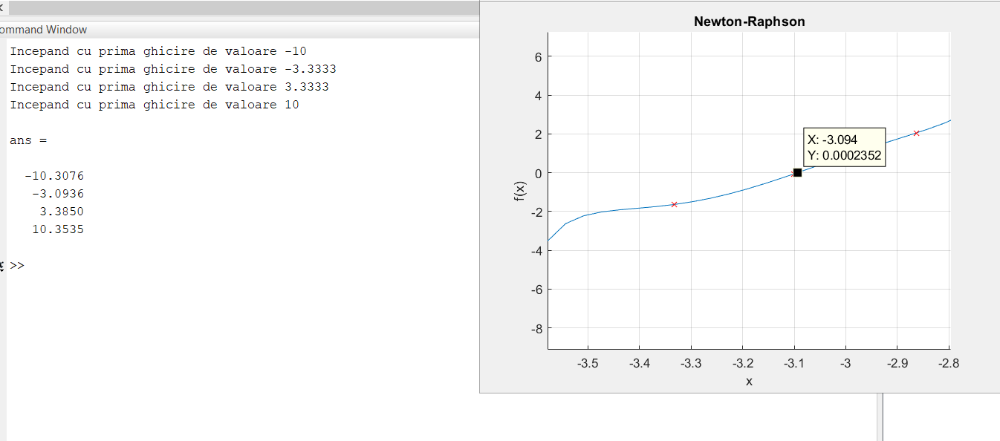 ommand Window
Incepand cu prima ghicire de valoare -10
Incepand cu prima ghicire de valoare -3.3333
Incepand cu prima ghicire de valoare 3.3333
Incepand cu prima ghicire de valoare 10
ans =
-10.3076
-3.0936
3.3850
10.3535
>>
Newton-Raphson
6
4
2
0
-2
-4
-6
-8
f(x)
X: -3.094
Y: 0.0002352
-3.5 -3.4 -3.3 -3.2 -3.1 -3 -2.9 -2.8
x